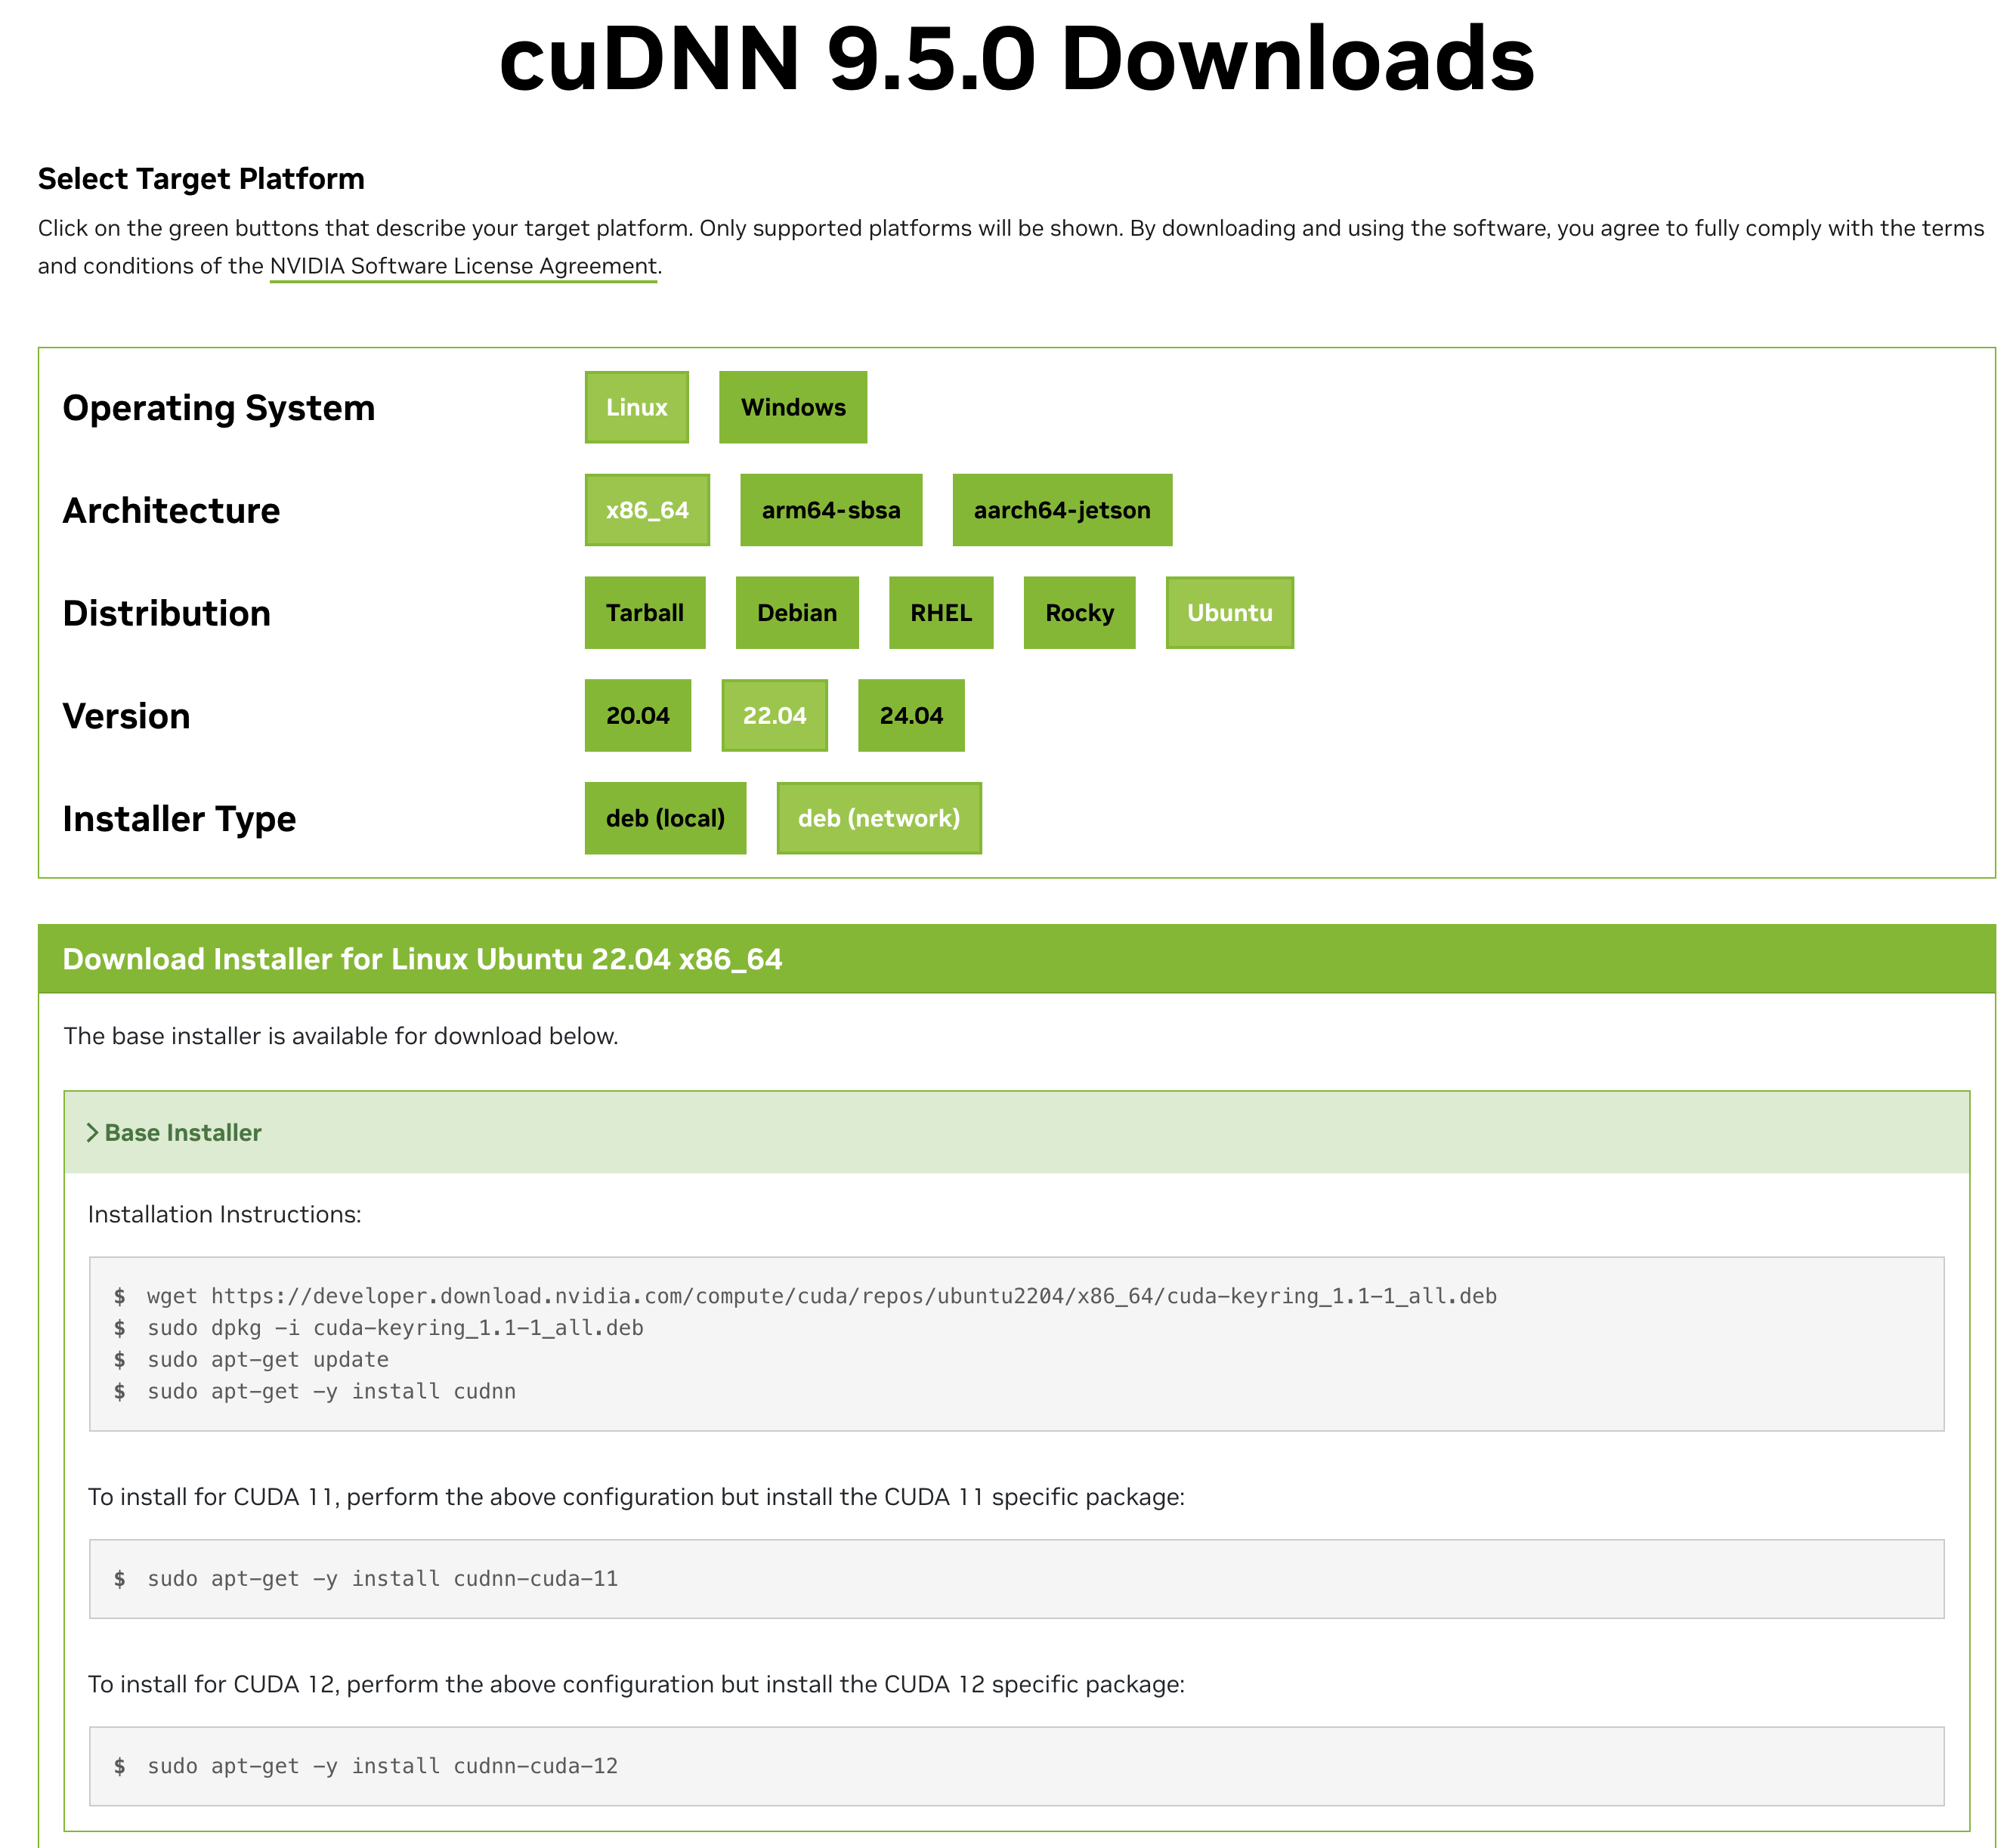 cuDNN 9.5.0 Downloads
Select Target Platform
Click on the green buttons that describe your target platform. Only supported platforms will be shown. By downloading and using the software, you agree to fully comply with the terms
and conditions of the NVIDIA Software License Agreement.
Operating System
Linux Windows
Architecture
x86_64 arm64-sbsa aarch64-jetson
Distribution
Tarball Debian RHEL Rocky Ubuntu
Version
20.04 22.04 24.04
Installer Type
deb (local) deb (network)
Download Installer for Linux Ubuntu 22.04 x86_64
The base installer is available for download below.
Base Installer
Installation Instructions:
$ wget https://developer.download.nvidia.com/compute/cuda/repos/ubuntu2204/x86_64/cuda-keyring_1.1-1_all.deb
$ sudo dpkg -i cuda-keyring_1.1-1_all.deb
$ sudo apt-get update
$ sudo apt-get -y install cudnn
To install for CUDA 11, perform the above configuration but install the CUDA 11 specific package:
$ sudo apt-get -y install cudnn-cuda-11
To install for CUDA 12, perform the above configuration but install the CUDA 12 specific package:
$ sudo apt-get -y install cudnn-cuda-12